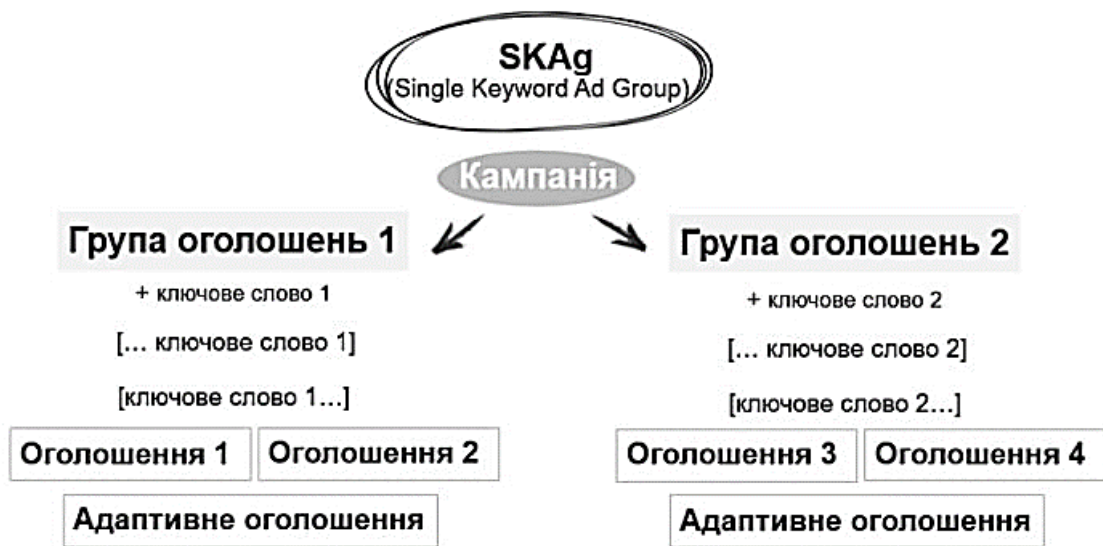 SKAg
(Single Keyword Ad Group)
Кампанія
Група оголошень 1
+ ключове слово 1
[... ключове слово 1]
[ключове слово 1...]
Оголошення 1
Оголошення 2
Адаптивне оголошення
Група оголошень 2
+ ключове слово 2
[... ключове слово 2]
[ключове слово 2...]
Оголошення 3
Оголошення 4
Адаптивне оголошення